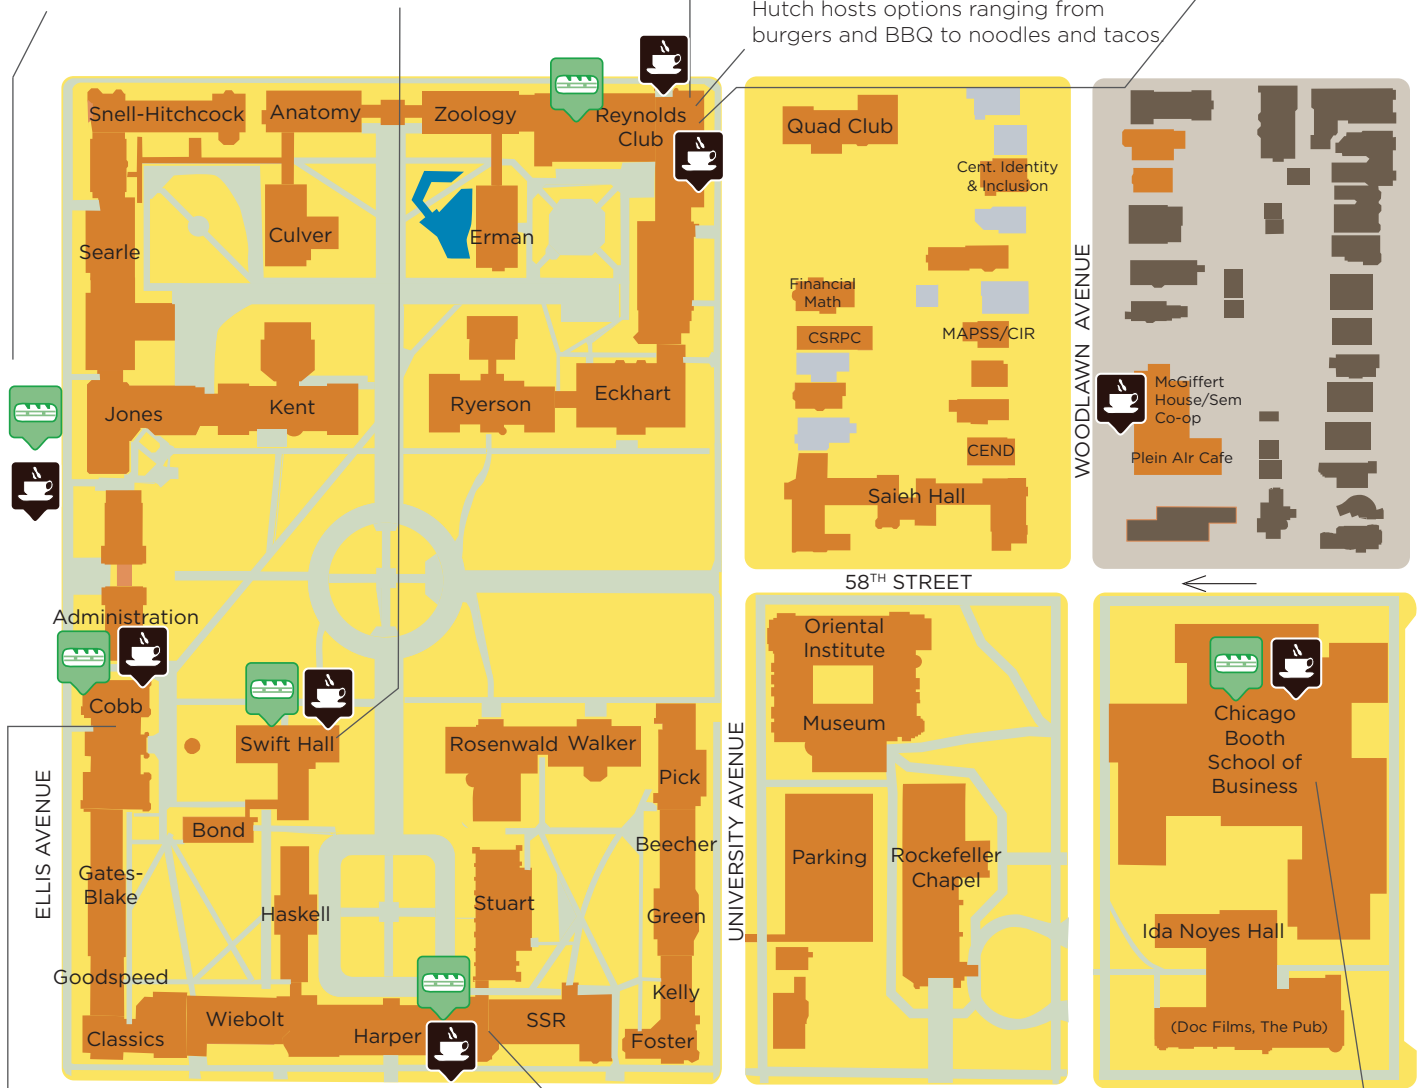 Hutch hosts options ranging from
burgers and BBQ to noodles and tacos.
Snell-Hitchcock
Anatomy
Zoology
Reynolds
Club
Quad Club
Cent. Identity
& Inclusion
Searle
Culver
Erman
Financial
Math
CSRPC
MAPSS/CIR
WOODLAWN AVENUE
McGiffert
House/Sem
Co-op
Plein AIr Cafe
Jones
Kent
Ryerson
Eckhart
CEND
Saieh Hall
58TH STREET
Administration
Cobb
Swift Hall
Rosenwald
Walker
Pick
Oriental
Institute
Museum
Chicago
Booth
School of
Business
ELLIS AVENUE
UNIVERSITY AVENUE
Bond
Beecher
Gates-
Blake
Haskell
Stuart
Green
Parking
Rockefeller
Chapel
Ida Noyes Hall
Goodspeed
Kelly
Classics
Wiebolt
Harper
SSR
Foster
(Doc Films, The Pub)